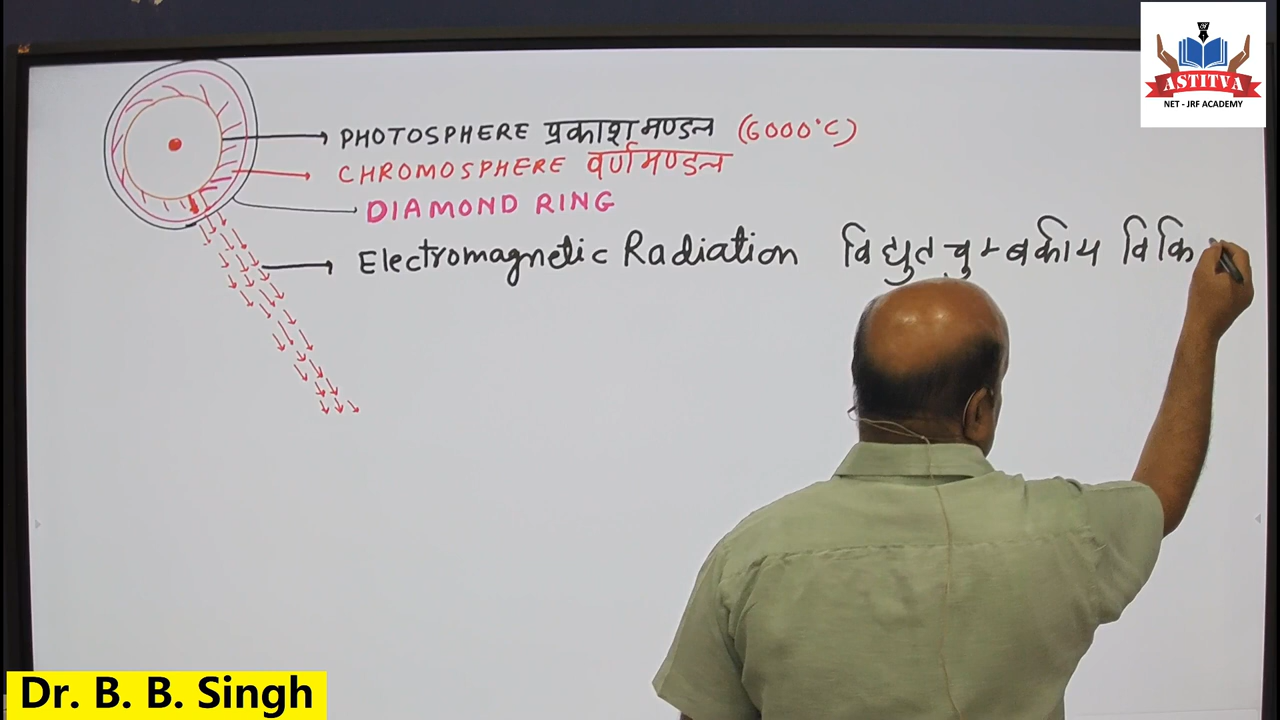 ASTITVA
NET - JRF ACADEMY
PHOTOSPHERE प्रकाश मण्डल (6000°C)
CHROMOSPHERE वर्णमण्डल
DIAMOND RING
Electromagnetic Radiation विद्युत चुम्बकीय विकि
Dr. B. B. Singh